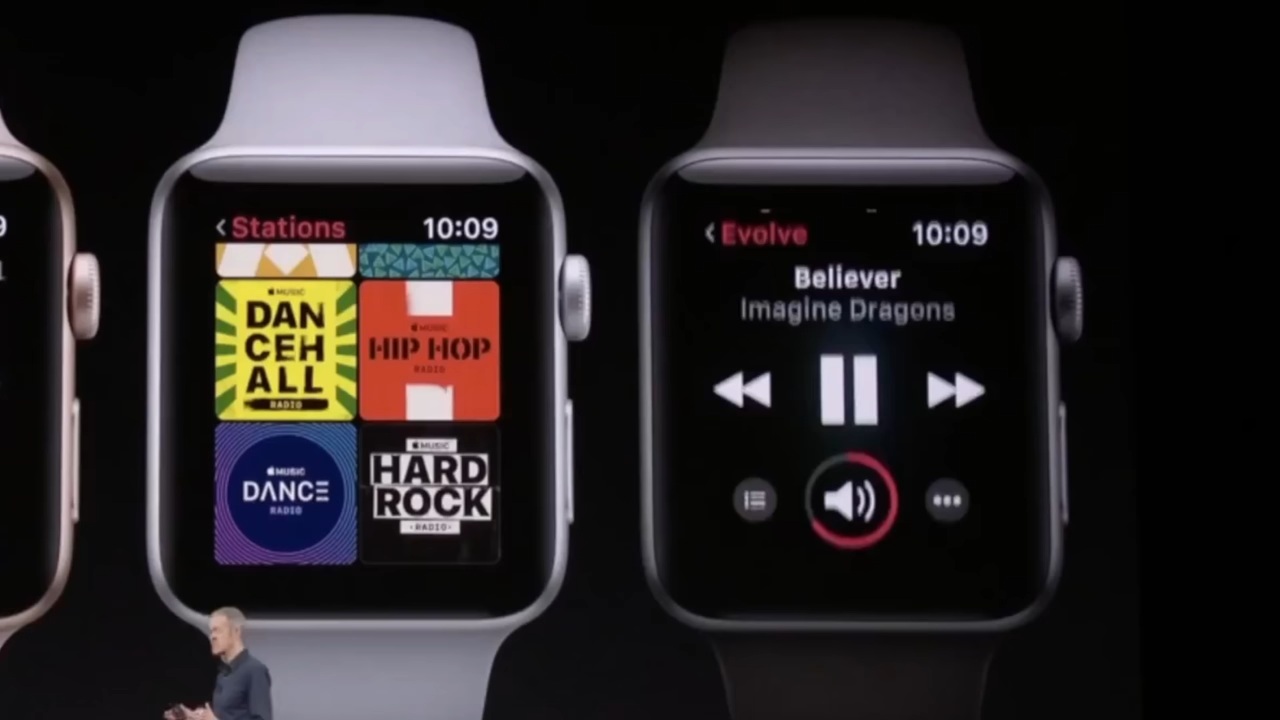 9
Stations
10:09
MUSIC
DAN
CEH
ALL
RADIO
MUSIC
HIP HOP
RADIO
MUSIC
DANCE
RADIO
MUSIC
HARD
ROCK
RADIO
Evolve
10:09
Believer
Imagine Dragons